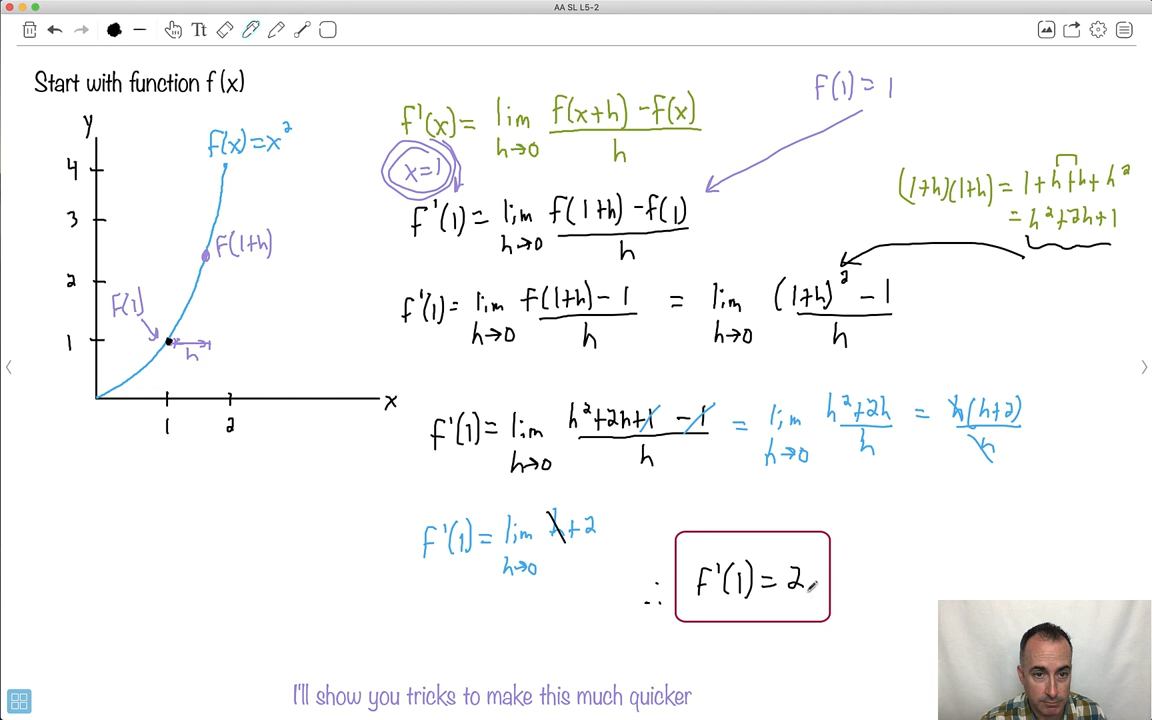 AA SL L5-2
Tt
Start with function f(x)
y
4
3
2
1
1
2
x
f(x)=x²
F(1+h)
F(1)
h
f'(x)= lim h→0 f(x+h)-f(x) / h
F(1)=1
x=1
f'(1)= lim h→0 f(1+h)-f(1) / h
(1+h)(1+h)= 1+h+h+h²
= h²+2h+1
f'(1)= lim h→0 f(1+h)-1 / h = lim h→0 (1+h)²-1 / h
f'(1)= lim h→0 h²+2h+1-1 / h = lim h→0 h²+2h / h = h(h+2) / h
f'(1)= lim h→0 h+2
∴ F'(1)=2
I'll show you tricks to make this much quicker